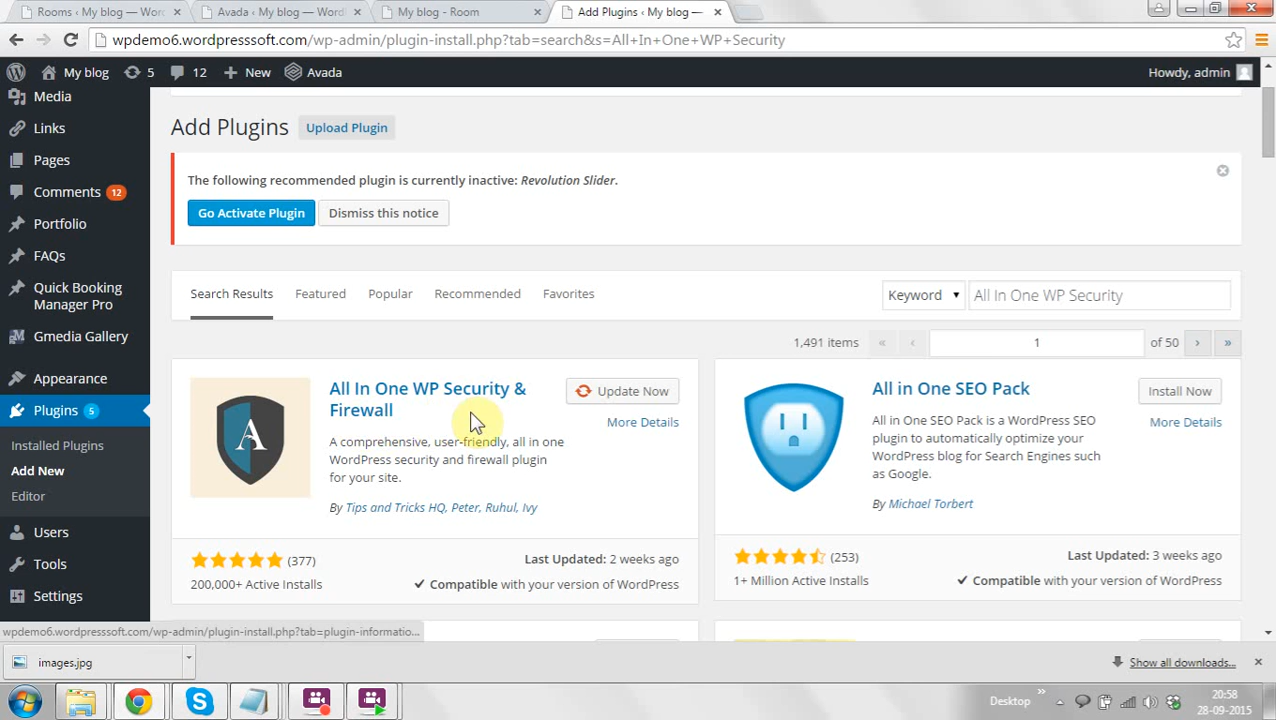 Rooms ‹ My blog — Wor
Avada ‹ My blog — Word
My blog - Room
Add Plugins ‹ My blog —
wpdemo6.wordpresssoft.com/wp-admin/plugin-install.php?tab=search&s=All+In+One+WP+Security
My blog
5
12
New
Avada
Howdy, admin
Media
Links
Pages
Comments 12
Portfolio
FAQs
Quick Booking
Manager Pro
Gmedia Gallery
Appearance
Plugins 5
Installed Plugins
Add New
Editor
Users
Tools
Settings
Add Plugins
Upload Plugin
The following recommended plugin is currently inactive: Revolution Slider.
Go Activate Plugin
Dismiss this notice
Search Results
Featured
Popular
Recommended
Favorites
Keyword
All In One WP Security
1,491 items
«
‹
1
of 50
›
»
All In One WP Security &
Firewall
Update Now
More Details
A comprehensive, user-friendly, all in one
WordPress security and firewall plugin
for your site.
By Tips and Tricks HQ, Peter, Ruhul, Ivy
(377)
Last Updated: 2 weeks ago
200,000+ Active Installs
Compatible with your version of WordPress
All in One SEO Pack
Install Now
More Details
All in One SEO Pack is a WordPress SEO
plugin to automatically optimize your
WordPress blog for Search Engines such
as Google.
By Michael Torbert
(253)
Last Updated: 3 weeks ago
1+ Million Active Installs
Compatible with your version of WordPress
wpdemo6.wordpresssoft.com/wp-admin/plugin-install.php?tab=plugin-informatio...
images.jpg
Show all downloads...
Desktop
20:58
28-09-2015